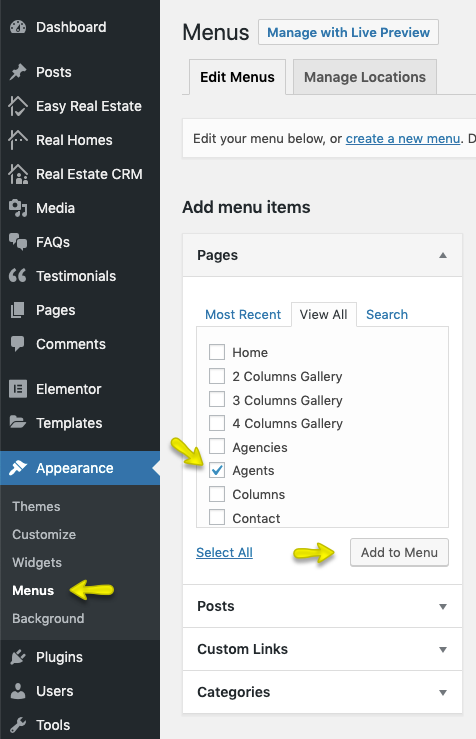 Dashboard
Posts
Easy Real Estate
Real Homes
Real Estate CRM
Media
FAQs
Testimonials
Pages
Comments
Elementor
Templates
Appearance
Themes
Customize
Widgets
Menus
Background
Plugins
Users
Tools
Menus
Manage with Live Preview
Edit Menus
Manage Locations
Edit your menu below, or create a new menu. D
Add menu items
Pages
Most Recent
View All
Search
Home
2 Columns Gallery
3 Columns Gallery
4 Columns Gallery
Agencies
Agents
Columns
Contact
Select All
Add to Menu
Posts
Custom Links
Categories